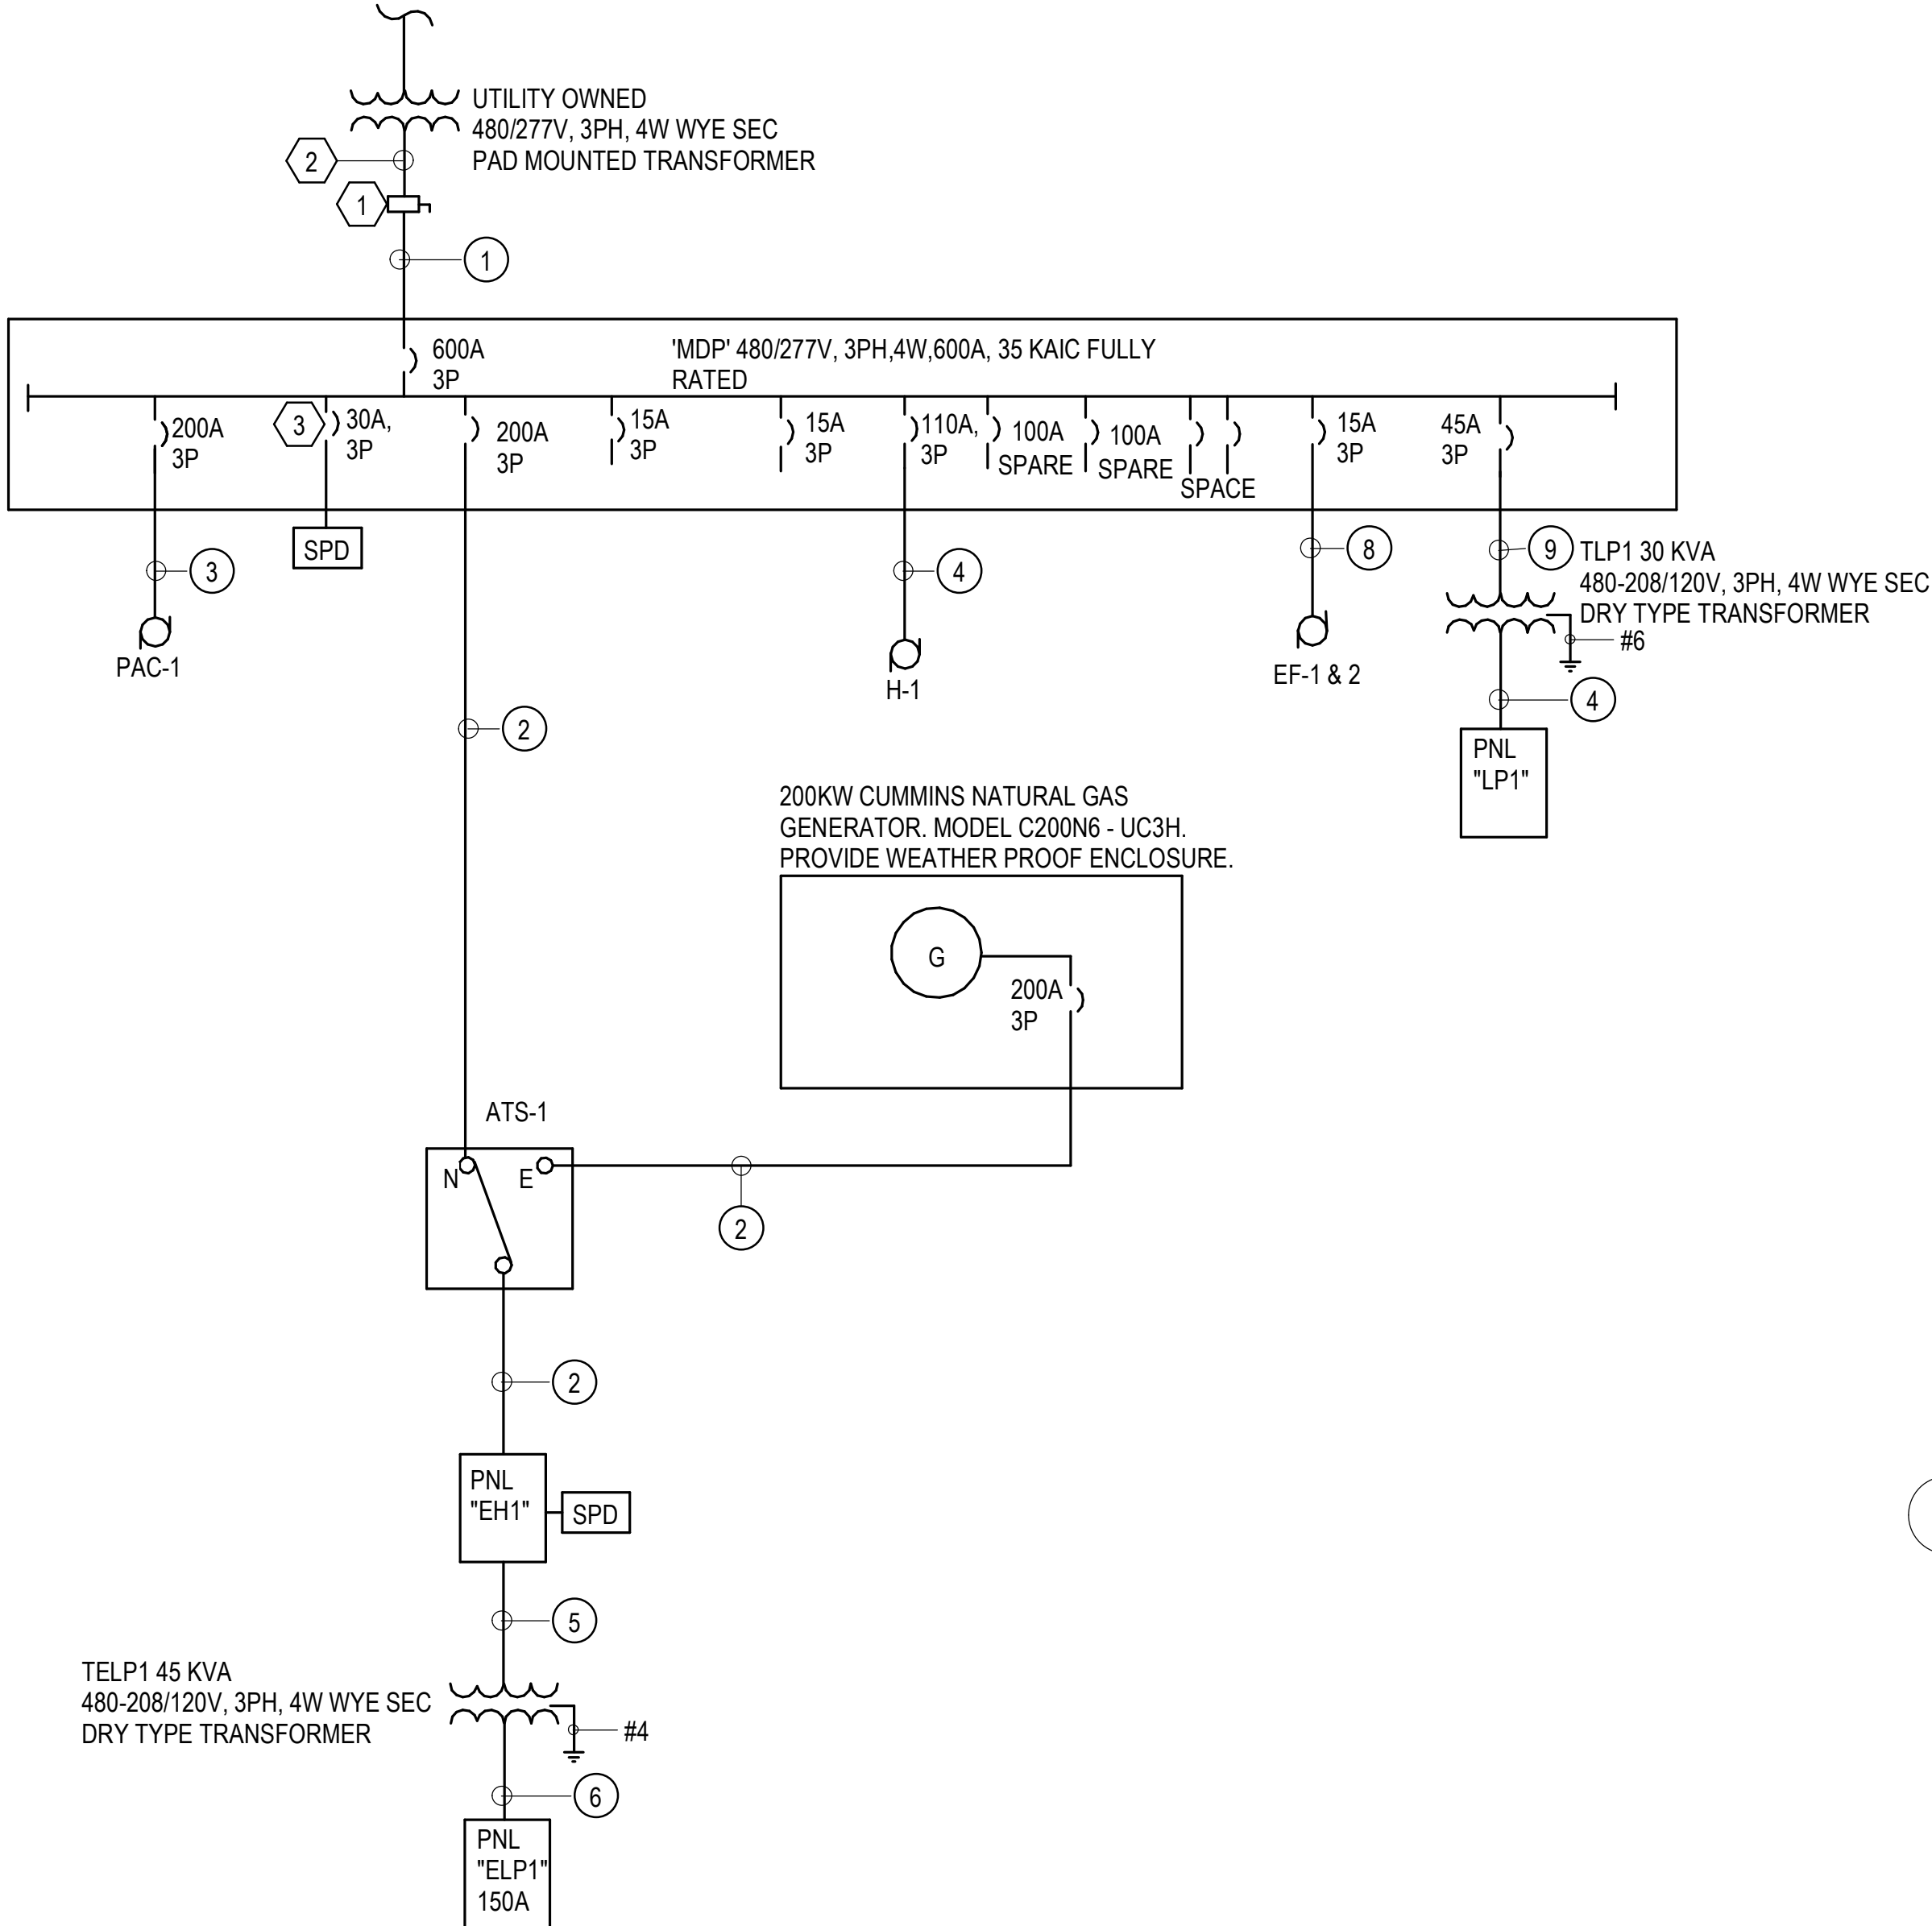 UTILITY OWNED
480/277V, 3PH, 4W WYE SEC
PAD MOUNTED TRANSFORMER
2
1
1
600A
3P
'MDP' 480/277V, 3PH,4W,600A, 35 KAIC FULLY
RATED
200A
3P
3
30A,
3P
200A
3P
15A
3P
15A
3P
110A,
3P
100A
SPARE
100A
SPARE
SPACE
15A
3P
45A
3P
SPD
3
PAC-1
4
H-1
8
EF-1 & 2
9
TLP1 30 KVA
480-208/120V, 3PH, 4W WYE SEC
DRY TYPE TRANSFORMER
#6
4
PNL
"LP1"
2
200KW CUMMINS NATURAL GAS
GENERATOR. MODEL C200N6 - UC3H.
PROVIDE WEATHER PROOF ENCLOSURE.
G
200A
3P
ATS-1
N
E
2
2
PNL
"EH1"
SPD
5
TELP1 45 KVA
480-208/120V, 3PH, 4W WYE SEC
DRY TYPE TRANSFORMER
#4
6
PNL
"ELP1"
150A